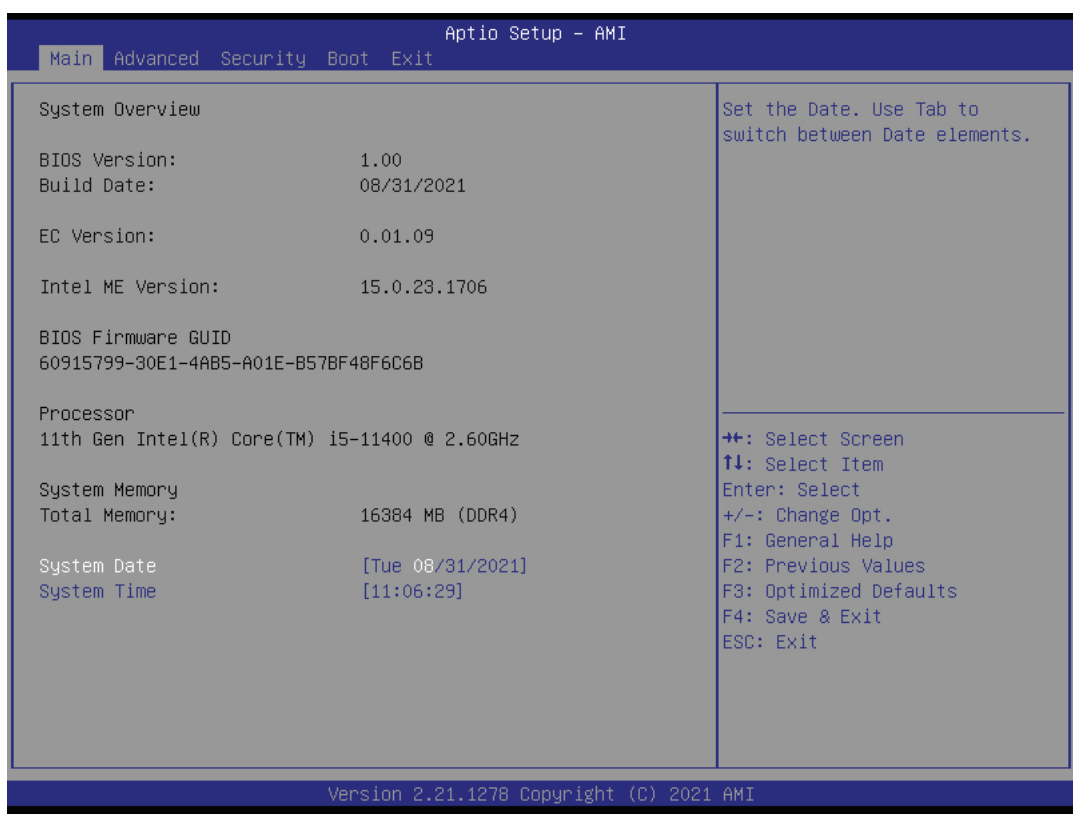 Aptio Setup – AMI
Main Advanced Security Boot Exit
System Overview
BIOS Version: 1.00
Build Date: 08/31/2021
EC Version: 0.01.09
Intel ME Version: 15.0.23.1706
BIOS Firmware GUID
60915799-30E1-4AB5-A01E-B57BF48F6C6B
Processor
11th Gen Intel(R) Core(TM) i5-11400 @ 2.60GHz
System Memory
Total Memory: 16384 MB (DDR4)
System Date [Tue 08/31/2021]
System Time [11:06:29]
Set the Date. Use Tab to
switch between Date elements.
→←: Select Screen
↑↓: Select Item
Enter: Select
+/-: Change Opt.
F1: General Help
F2: Previous Values
F3: Optimized Defaults
F4: Save & Exit
ESC: Exit
Version 2.21.1278 Copyright (C) 2021 AMI